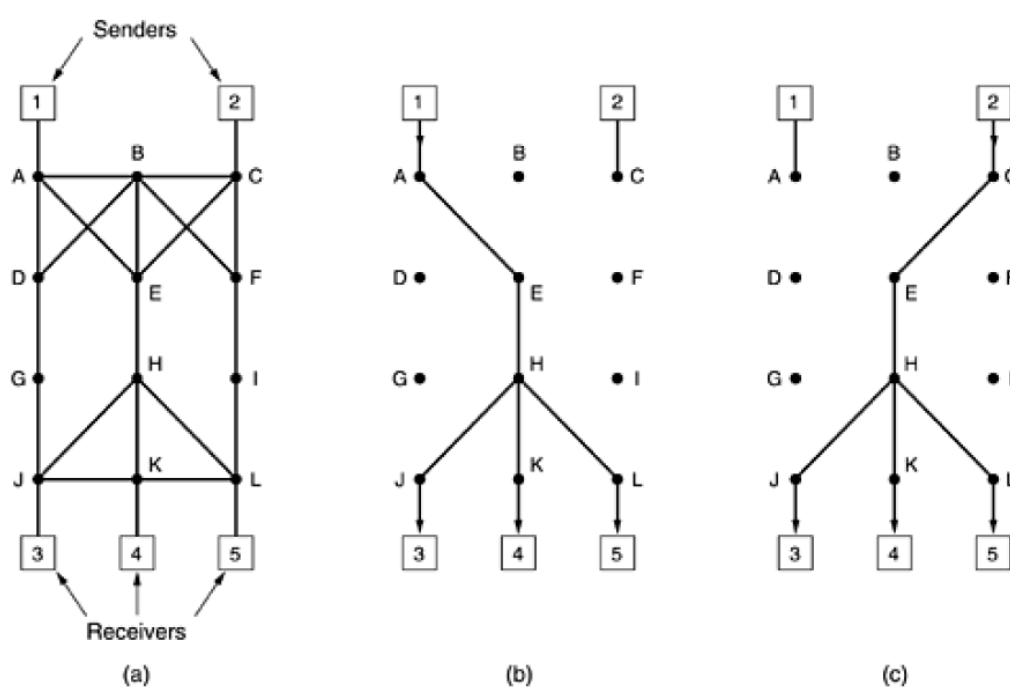 Senders
1 2 1 2 1 2
B B B
A C A C A
D E F D E F D E
G H I G H I G H
J K L J K L J K
3 4 5 3 4 5 3 4 5
Receivers
(a) (b) (c)